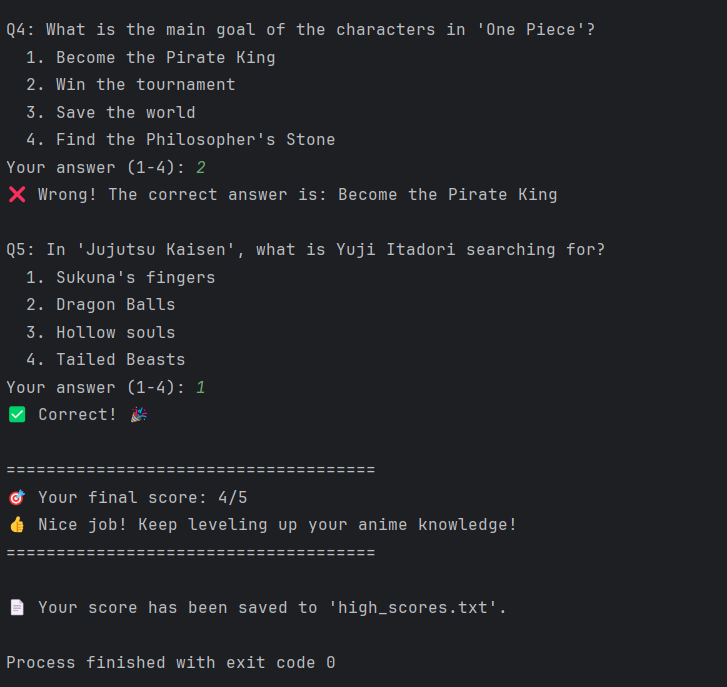 Q4: What is the main goal of the characters in 'One Piece'?
1. Become the Pirate King
2. Win the tournament
3. Save the world
4. Find the Philosopher's Stone
Your answer (1-4): 2
❌ Wrong! The correct answer is: Become the Pirate King
Q5: In 'Jujutsu Kaisen', what is Yuji Itadori searching for?
1. Sukuna's fingers
2. Dragon Balls
3. Hollow souls
4. Tailed Beasts
Your answer (1-4): 1
✅ Correct! 🎉
=====================================
🎯 Your final score: 4/5
👍 Nice job! Keep leveling up your anime knowledge!
=====================================
📄 Your score has been saved to 'high_scores.txt'.
Process finished with exit code 0